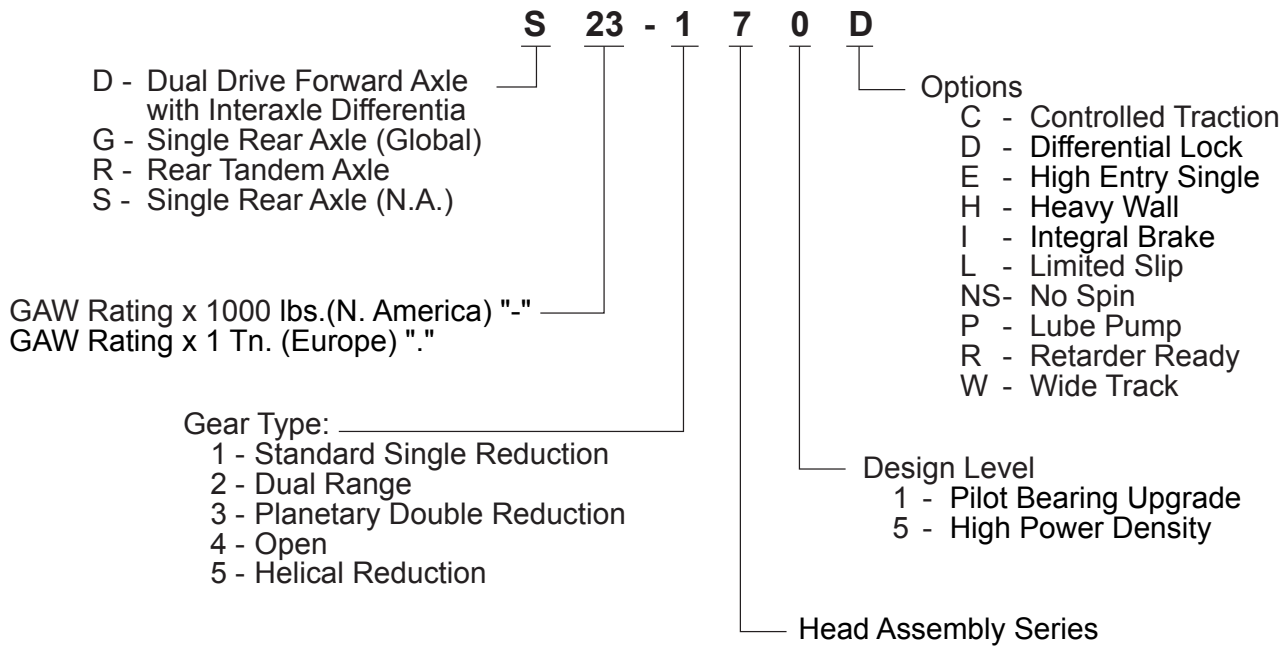 S 23 - 1 7 0 D
D - Dual Drive Forward Axle
with Interaxle Differentia
G - Single Rear Axle (Global)
R - Rear Tandem Axle
S - Single Rear Axle (N.A.)
GAW Rating x 1000 lbs.(N. America) "-"
GAW Rating x 1 Tn. (Europe) "."
Gear Type:
1 - Standard Single Reduction
2 - Dual Range
3 - Planetary Double Reduction
4 - Open
5 - Helical Reduction
Options
C - Controlled Traction
D - Differential Lock
E - High Entry Single
H - Heavy Wall
I - Integral Brake
L - Limited Slip
NS- No Spin
P - Lube Pump
R - Retarder Ready
W - Wide Track
Design Level
1 - Pilot Bearing Upgrade
5 - High Power Density
Head Assembly Series